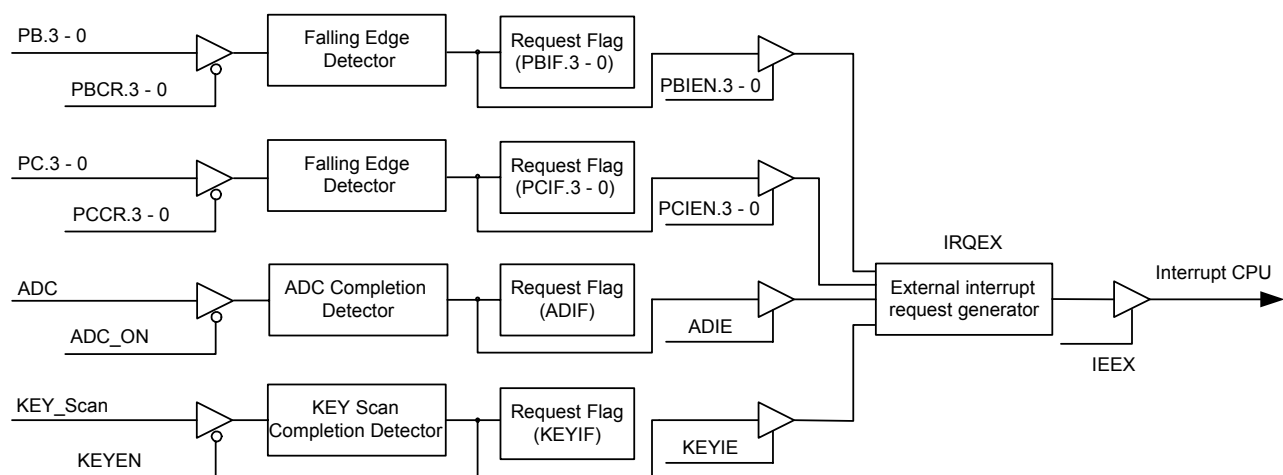 PB.3 - 0
PBCR.3 - 0
Falling Edge
Detector
Request Flag
(PBIF.3 - 0)
PBIEN.3 - 0
PC.3 - 0
PCCR.3 - 0
Falling Edge
Detector
Request Flag
(PCIF.3 - 0)
PCIEN.3 - 0
ADC
ADC_ON
ADC Completion
Detector
Request Flag
(ADIF)
ADIE
KEY_Scan
KEYEN
KEY Scan
Completion Detector
Request Flag
(KEYIF)
KEYIE
IRQEX
External interrupt
request generator
IEEX
Interrupt CPU